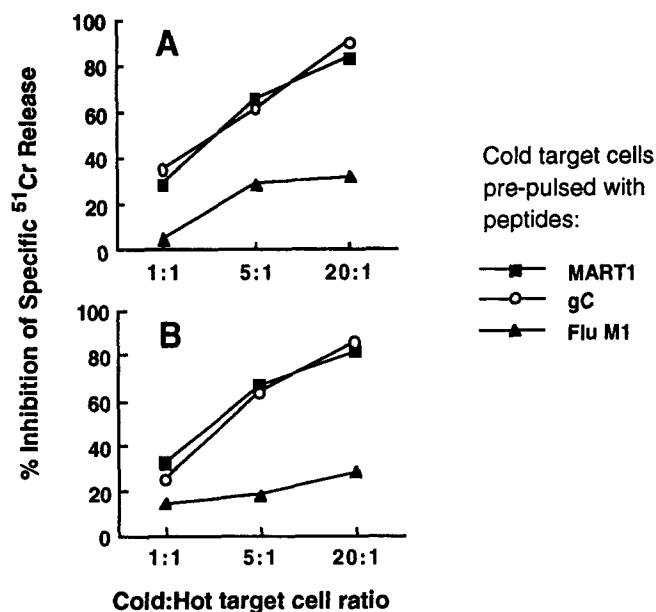 % Inhibition of Specific ⁵¹Cr Release
A
100
80
60
40
20
0
1:1 5:1 20:1
B
100
80
60
40
20
0
1:1 5:1 20:1
Cold:Hot target cell ratio
Cold target cells
pre-pulsed with
peptides:
MART1
gC
Flu M1